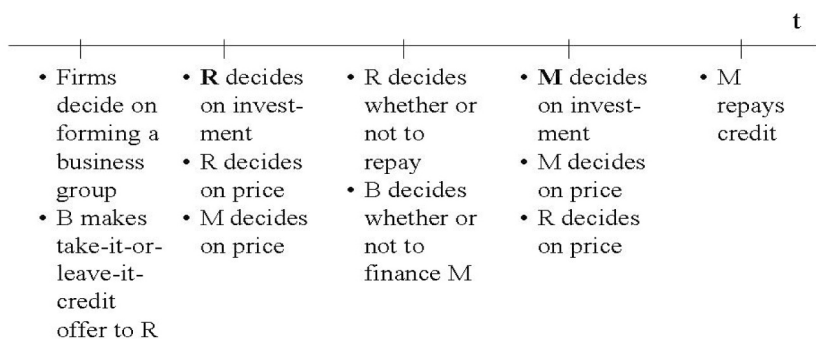 t
• Firms
decide on
forming a
business
group
• B makes
take-it-or-
leave-it-
credit
offer to R
• R decides
on invest-
ment
• R decides
on price
• M decides
on price
• R decides
whether or
not to
repay
• B decides
whether or
not to
finance M
• M decides
on invest-
ment
• M decides
on price
• R decides
on price
• M
repays
credit